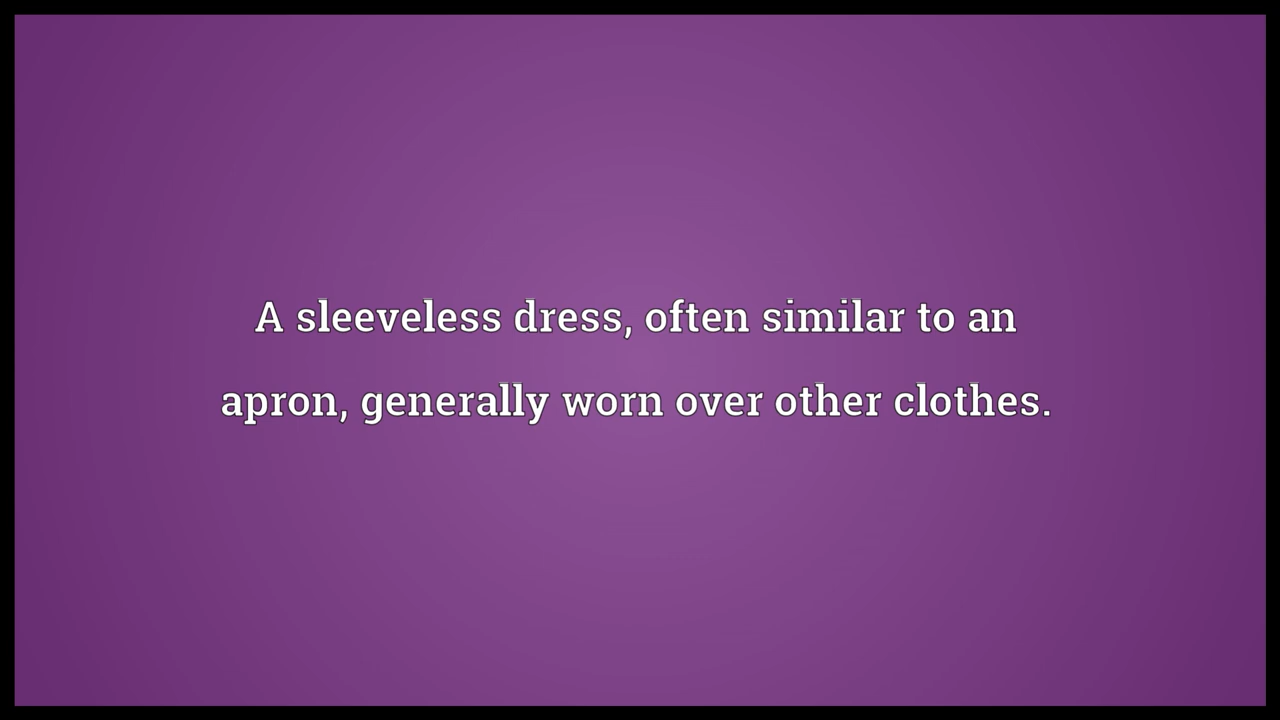 A sleeveless dress, often similar to an
apron, generally worn over other clothes.